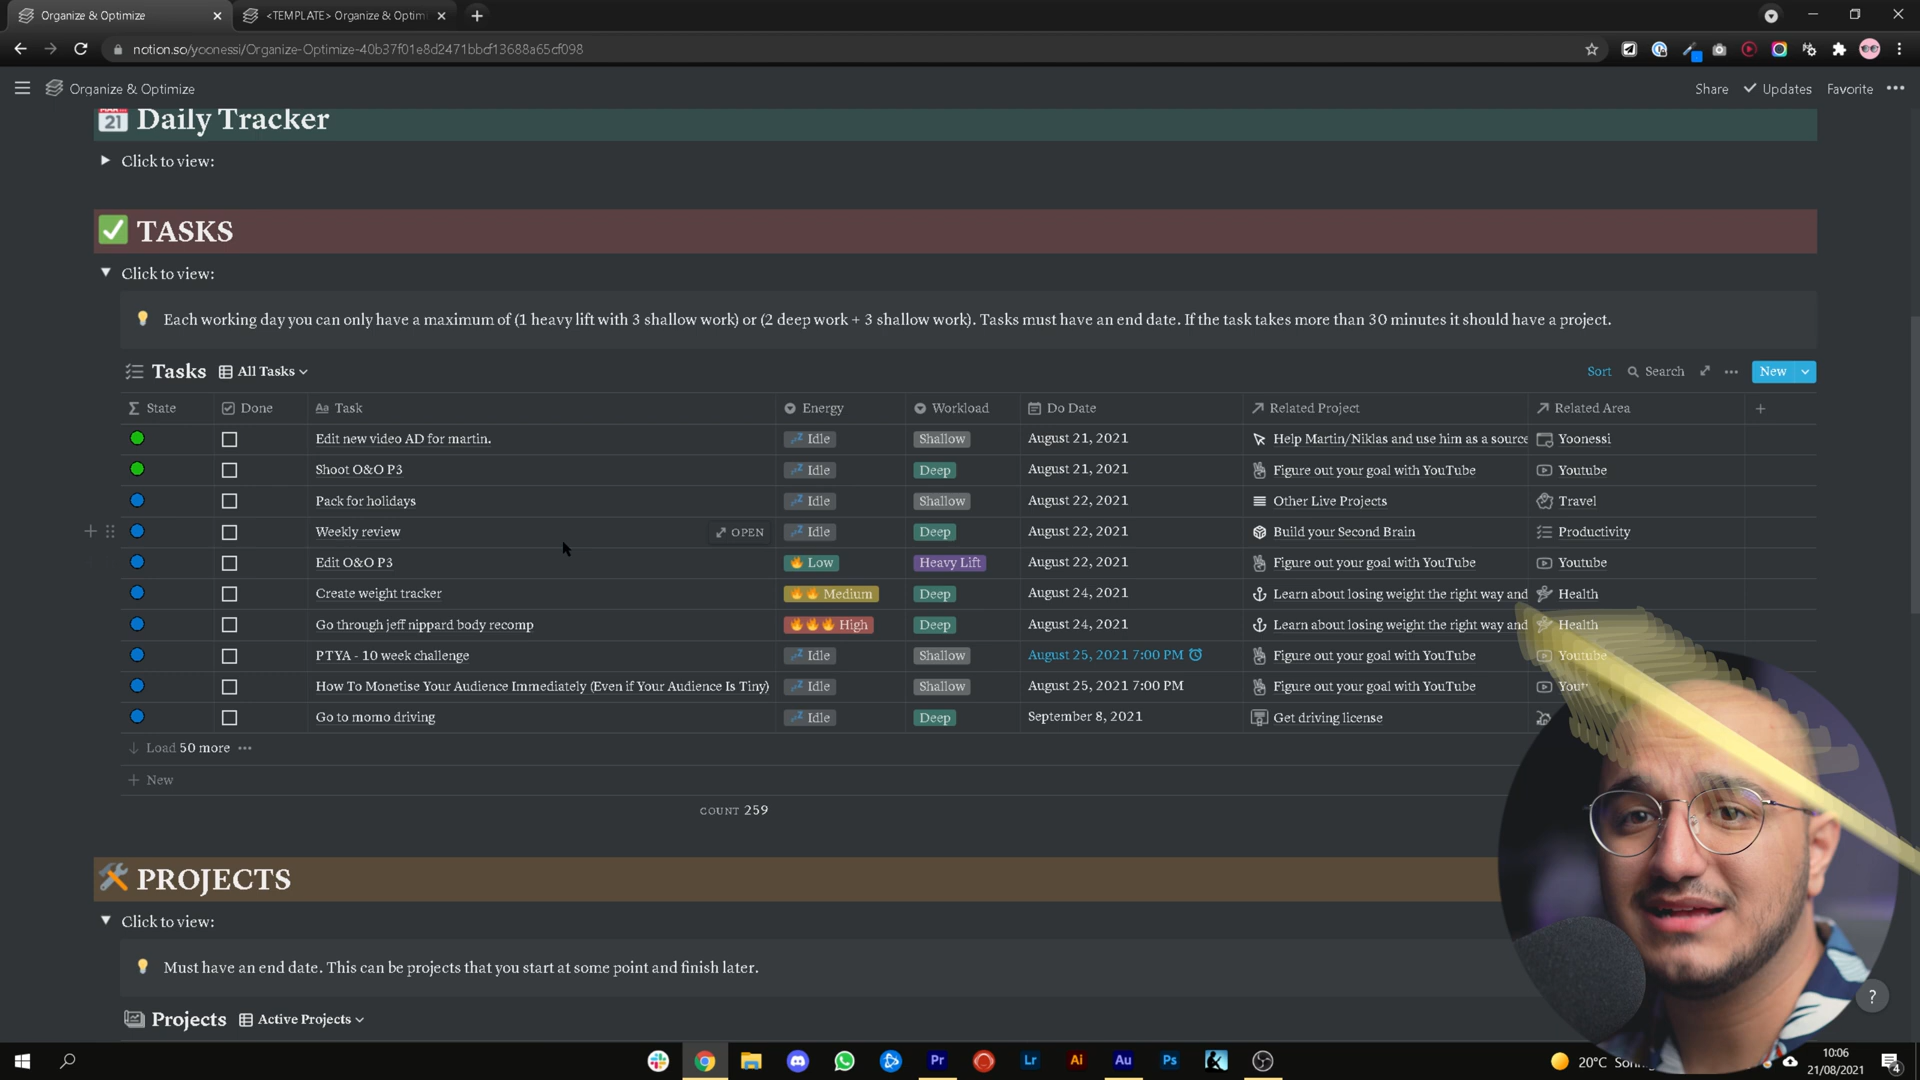 Organize & Optimize
<TEMPLATE> Organize & Optim
notion.so/yoonessi/Organize-Optimize-40b37f01e8d2471bbcf13688a65cf098
Organize & Optimize
Share
Updates
Favorite
21 Daily Tracker
Click to view:
TASKS
Click to view:
Each working day you can only have a maximum of (1 heavy lift with 3 shallow work) or (2 deep work + 3 shallow work). Tasks must have an end date. If the task takes more than 30 minutes it should have a project.
Tasks All Tasks
Sort Search New
State Done Aa Task Energy Workload Do Date Related Project Related Area
Edit new video AD for martin. Idle Shallow August 21, 2021 Help Martin/Niklas and use him as a source Yoonessi
Shoot O&O P3 Idle Deep August 21, 2021 Figure out your goal with YouTube Youtube
Pack for holidays Idle Shallow August 22, 2021 Other Live Projects Travel
Weekly review OPEN Idle Deep August 22, 2021 Build your Second Brain Productivity
Edit O&O P3 Low Heavy Lift August 22, 2021 Figure out your goal with YouTube Youtube
Create weight tracker Medium Deep August 24, 2021 Learn about losing weight the right way and Health
Go through jeff nippard body recomp High Deep August 24, 2021 Learn about losing weight the right way and Health
PTYA - 10 week challenge Idle Shallow August 25, 2021 7:00 PM Figure out your goal with YouTube Youtube
How To Monetise Your Audience Immediately (Even if Your Audience Is Tiny) Idle Shallow August 25, 2021 7:00 PM Figure out your goal with YouTube
Go to momo driving Idle Deep September 8, 2021 Get driving license
Load 50 more
New
COUNT 259
PROJECTS
Click to view:
Must have an end date. This can be projects that you start at some point and finish later.
Projects Active Projects
?
Pr Lr Ai Au Ps
20°C
10:06
21/08/2021
4